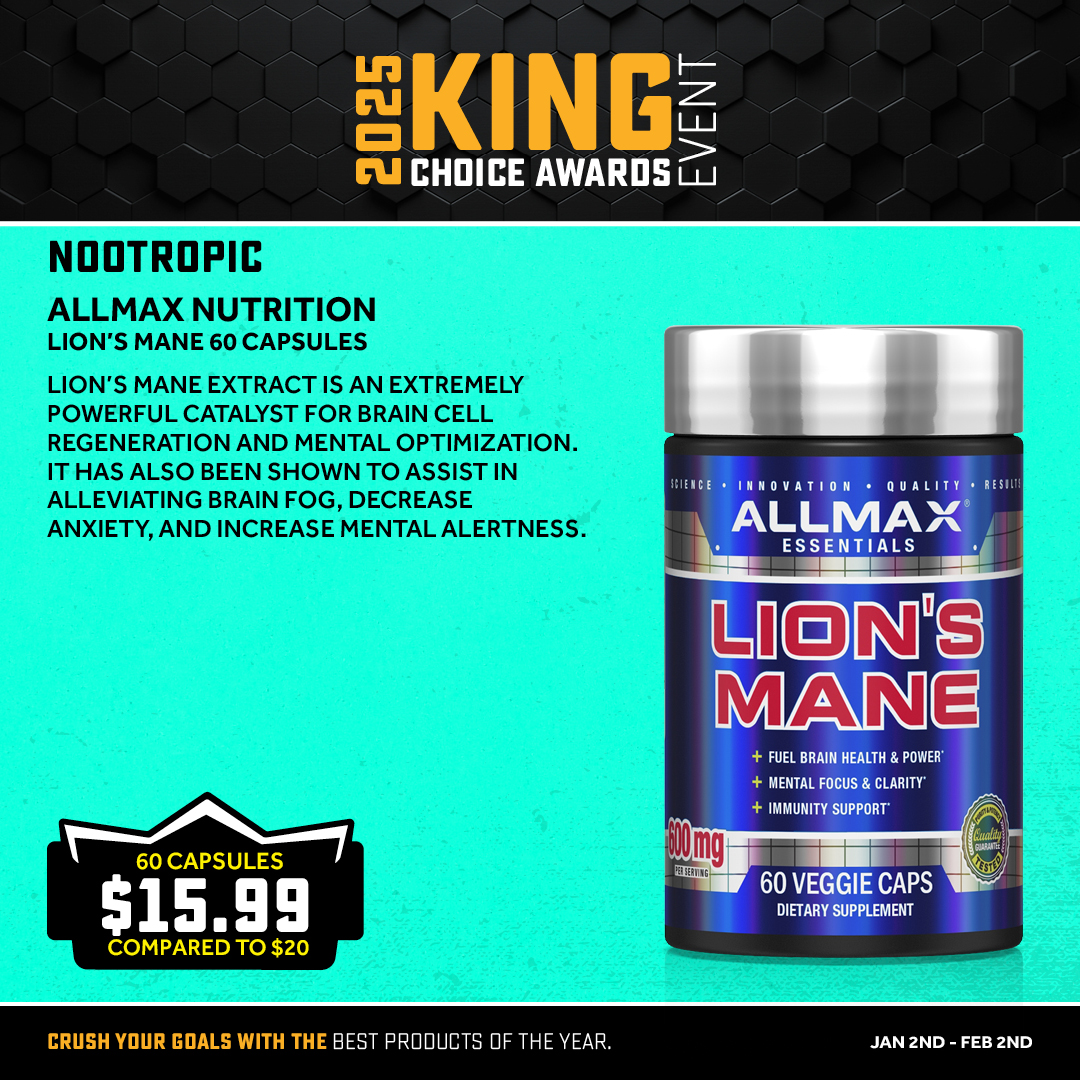 2025
KING
CHOICE AWARDS
EVENT
NOOTROPIC
ALLMAX NUTRITION
LION'S MANE 60 CAPSULES
LION'S MANE EXTRACT IS AN EXTREMELY
POWERFUL CATALYST FOR BRAIN CELL
REGENERATION AND MENTAL OPTIMIZATION.
IT HAS ALSO BEEN SHOWN TO ASSIST IN
ALLEVIATING BRAIN FOG, DECREASE
ANXIETY, AND INCREASE MENTAL ALERTNESS.
SCIENCE • INNOVATION • QUALITY • RESULTS
ALLMAX®
ESSENTIALS
LION'S
MANE
+ FUEL BRAIN HEALTH & POWER*
+ MENTAL FOCUS & CLARITY*
+ IMMUNITY SUPPORT*
600mg
PER SERVING
Quality
GUARANTEE
TESTED
60 VEGGIE CAPS
DIETARY SUPPLEMENT
60 CAPSULES
$15.99
COMPARED TO $20
CRUSH YOUR GOALS WITH THE BEST PRODUCTS OF THE YEAR.
JAN 2ND - FEB 2ND